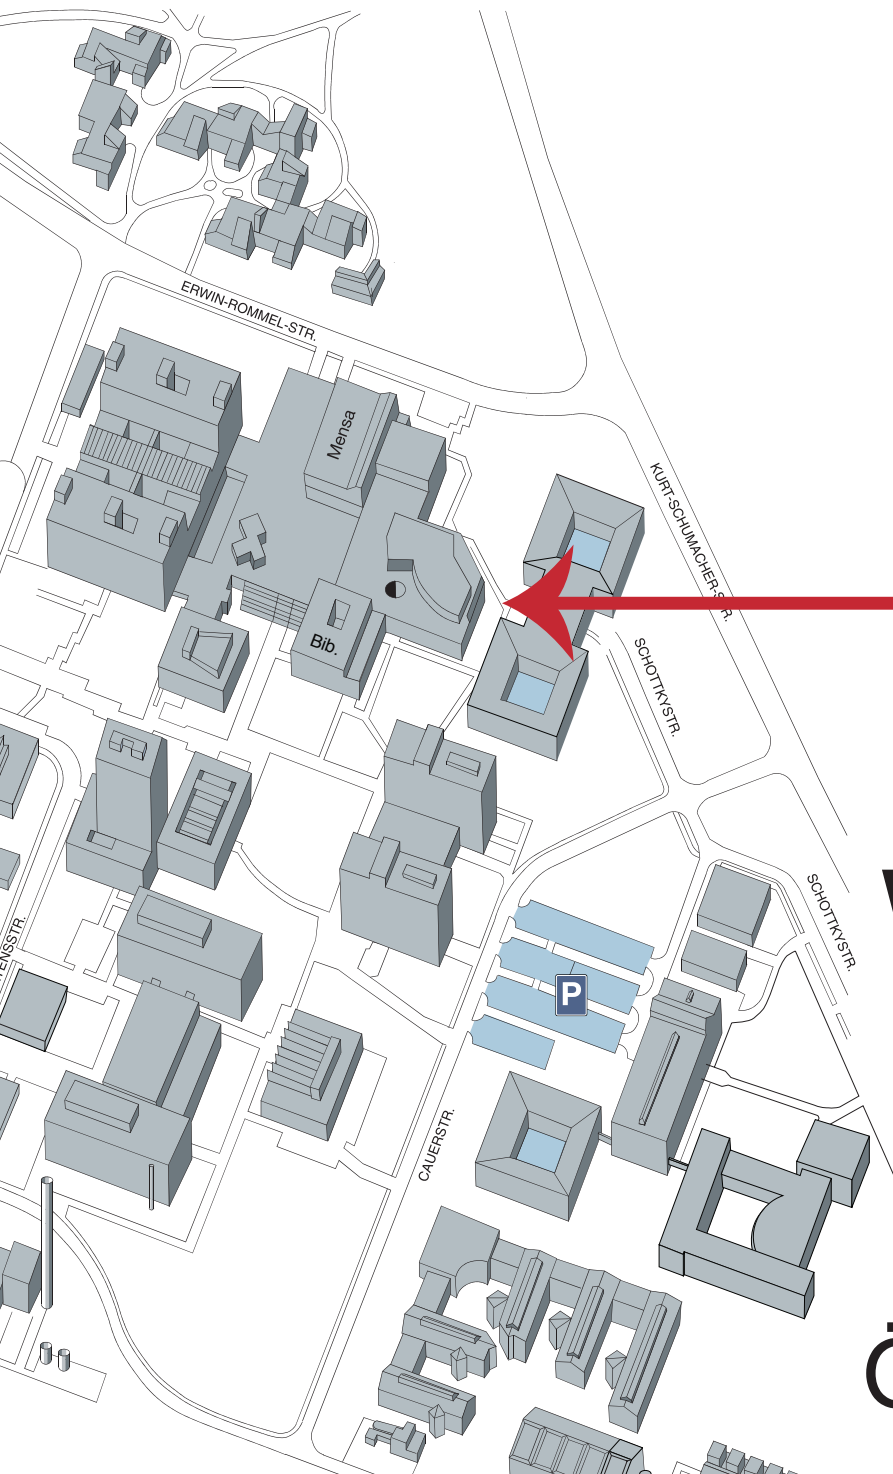 ERWIN-ROMMEL-STR.
Mensa
KURT-SCHUMACHER-STR.
Bib.
SCHOTTKYSTR.
SCHOTTKYSTR.
P
CAUERSTR.